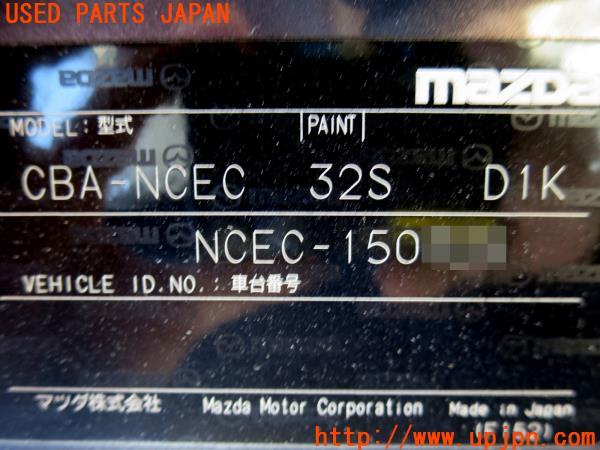 USED PARTS JAPAN
mazda
MODEL: 型式 PAINT
CBA-NCEC 32S D1K
NCEC-150
VEHICLE ID.NO.: 車台番号
マツダ株式会社 Mazda Motor Corporation Made in Japan
http://www.upjpn.com/